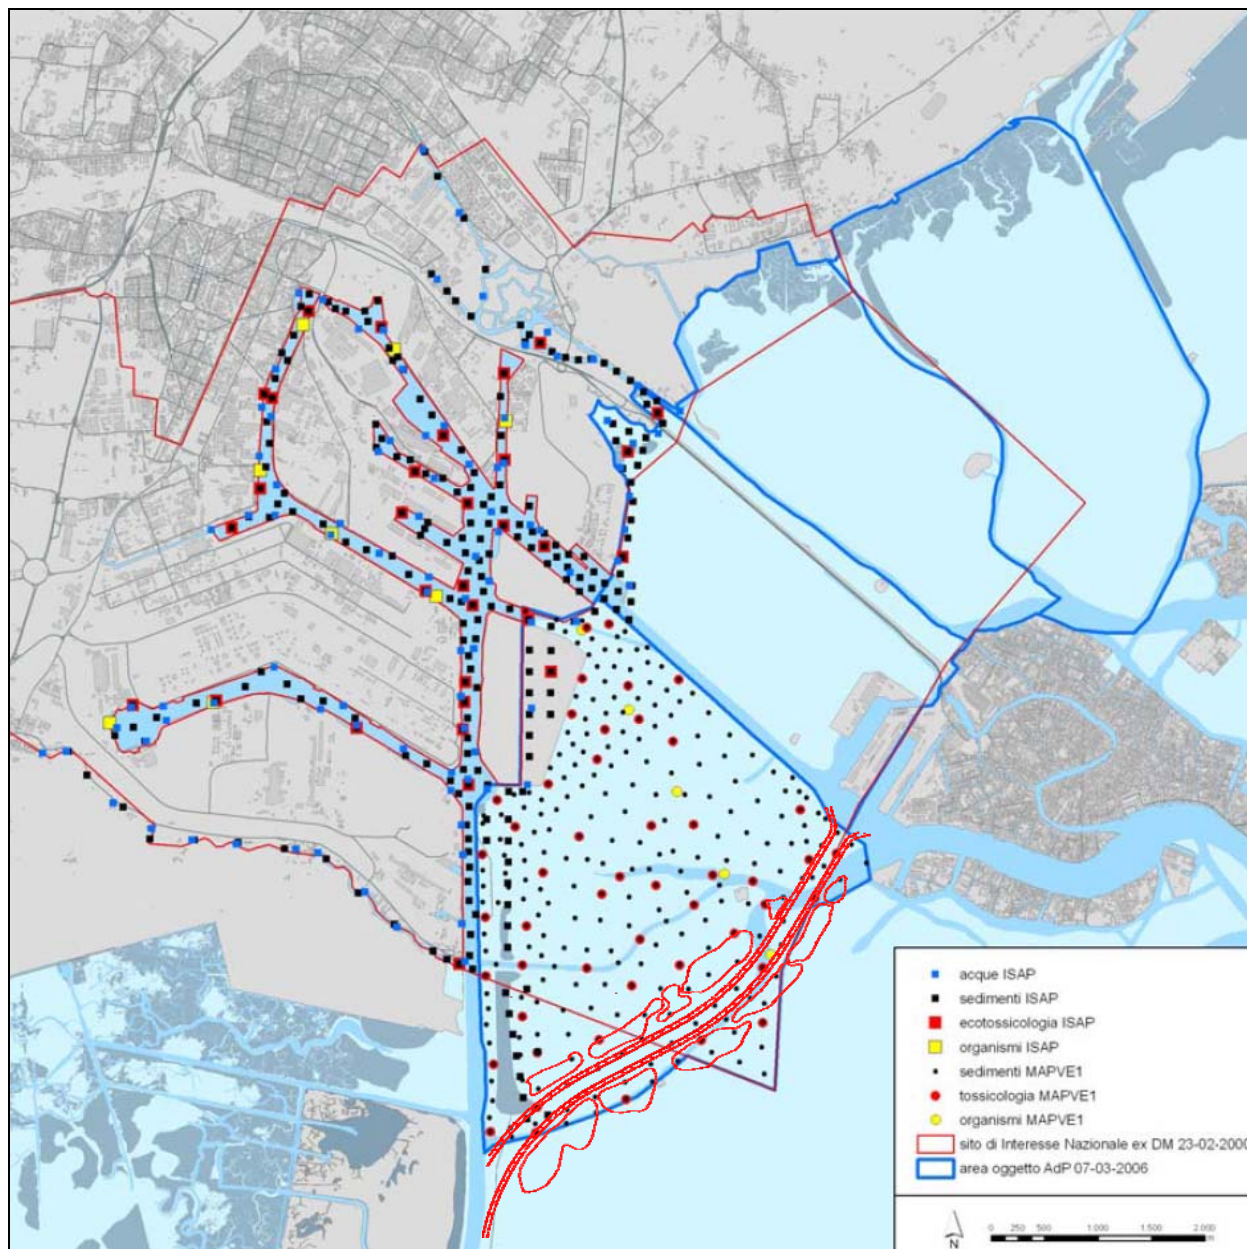 acque ISAP
sedimenti ISAP
ecotossicologia ISAP
organismi ISAP
sedimenti MAPVE1
tossicologia MAPVE1
organismi MAPVE1
sito di Interesse Nazionale ex DM 23-02-2000
area oggetto AdP 07-03-2006
0 250 500 1.000 1.500 2.000
m
N